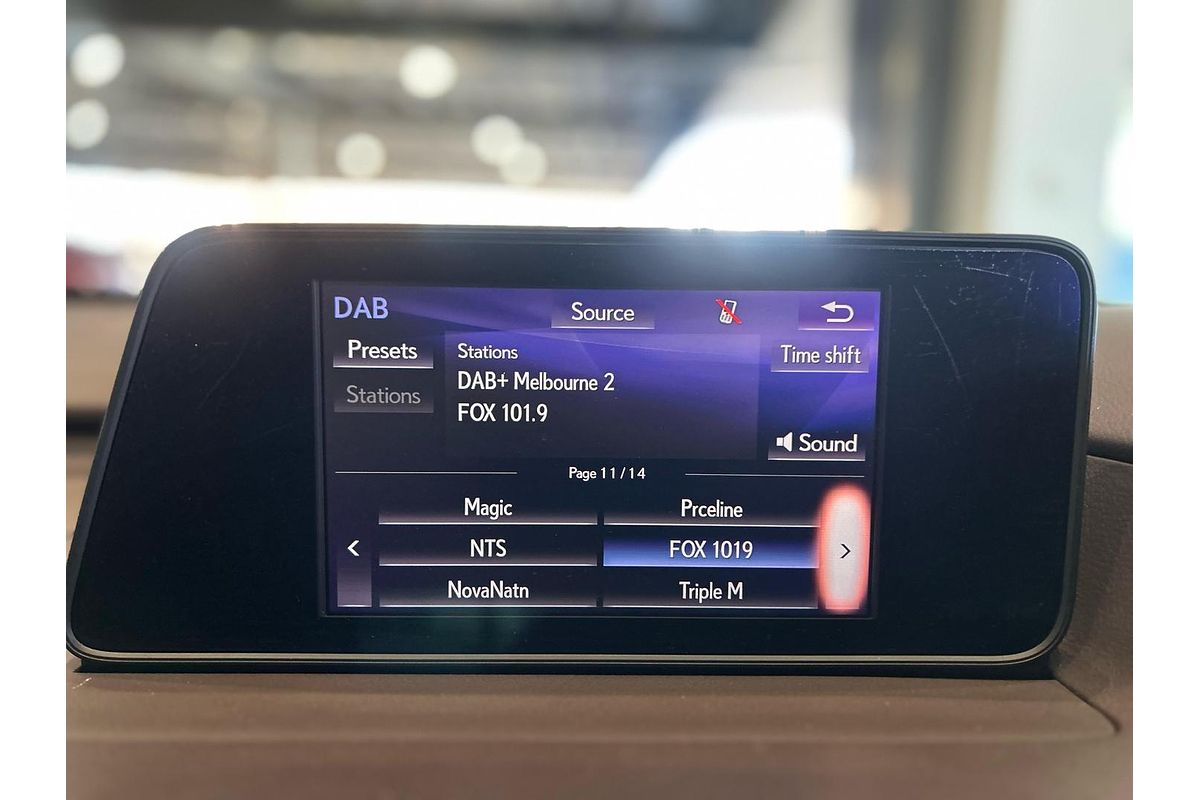 DAB
Source
Presets
Stations
Stations
DAB+ Melbourne 2
FOX 101.9
Time shift
Sound
Page 11/14
Magic
Prceline
NTS
FOX 1019
NovaNatn
Triple M